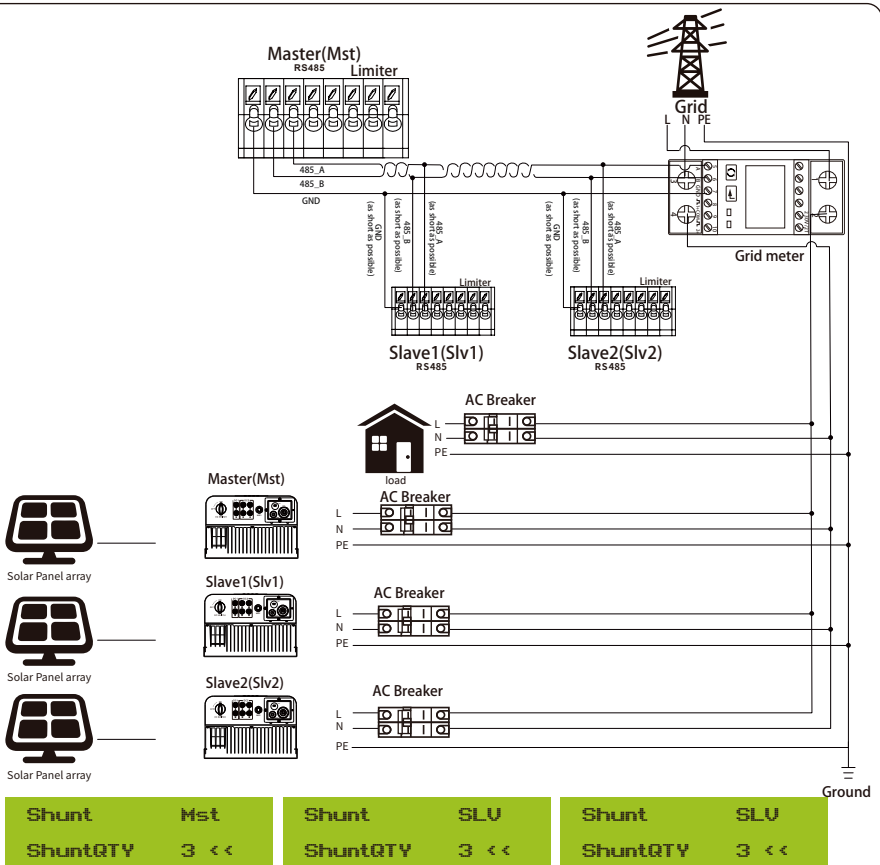 Master(Mst)
RS485
Limiter
Grid
L N PE
485_A
485_B
GND
GND
(as short as possible)
485_B
(as short as possible)
485_A
(as short as possible)
GND
(as short as possible)
485_B
(as short as possible)
485_A
(as short as possible)
Grid meter
Limiter
Slave1(Slv1)
RS485
Limiter
Slave2(Slv2)
RS485
AC Breaker
L
N
PE
load
Master(Mst)
AC Breaker
L
N
PE
Solar Panel array
Slave1(Slv1)
AC Breaker
L
N
PE
Solar Panel array
Slave2(Slv2)
AC Breaker
L
N
PE
Solar Panel array
Ground
Shunt Mst
ShuntQTY 3 <<
Shunt SLV
ShuntQTY 3 <<
Shunt SLV
ShuntQTY 3 <<